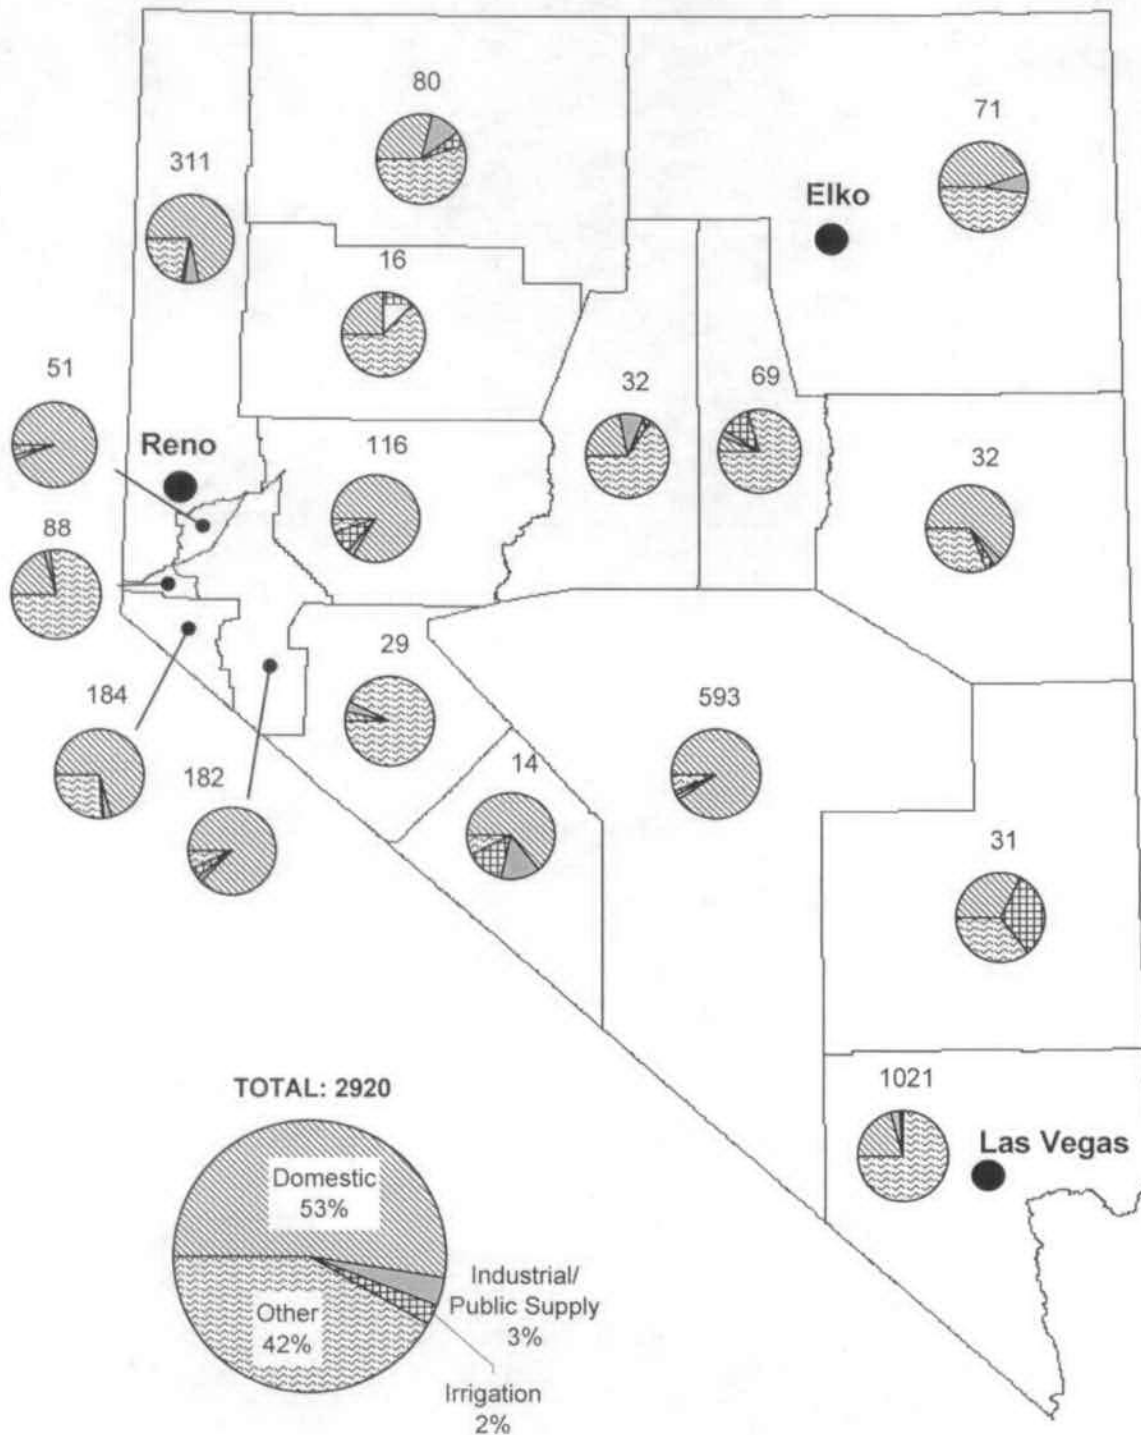 80
71
311
Elko
16
51
32
69
Reno
116
32
88
29
184
593
182
14
31
TOTAL: 2920
1021
Las Vegas
Domestic
53%
Industrial/
Public Supply
3%
Other
42%
Irrigation
2%